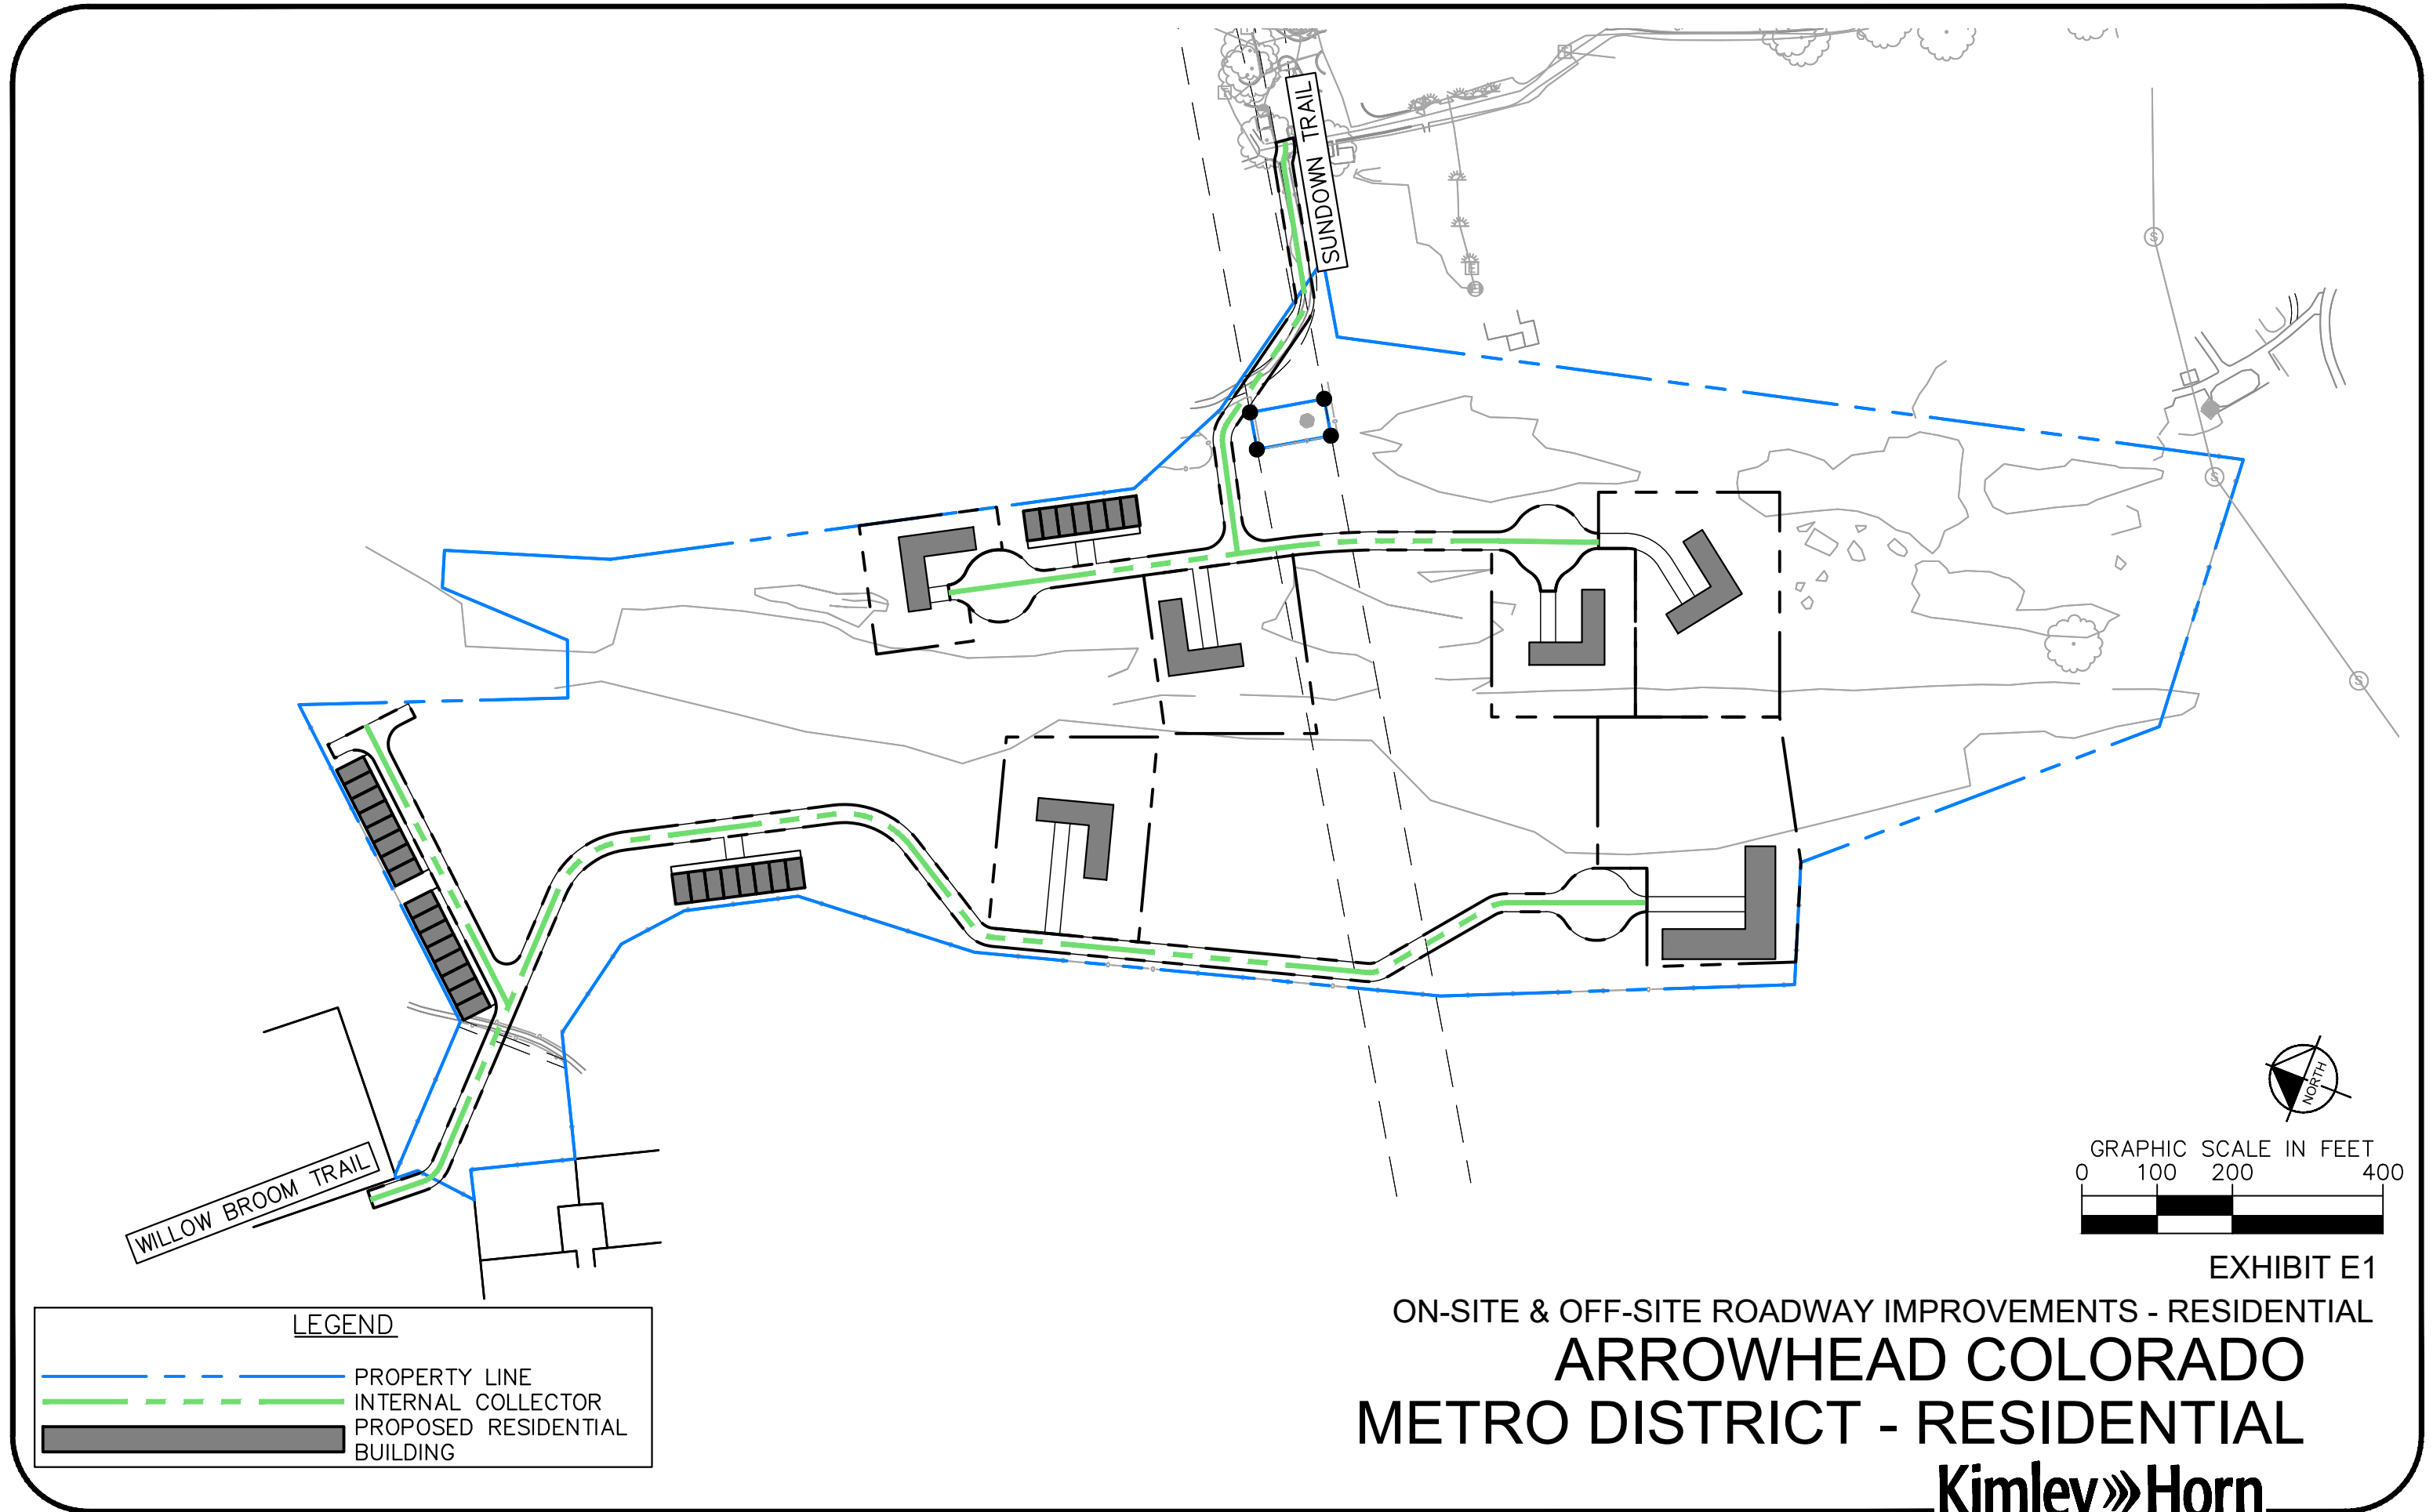 SUNDOWN TRAIL
WILLOW BROOM TRAIL
NORTH
GRAPHIC SCALE IN FEET
0 100 200 400
EXHIBIT E1
ON-SITE & OFF-SITE ROADWAY IMPROVEMENTS - RESIDENTIAL
ARROWHEAD COLORADO
METRO DISTRICT - RESIDENTIAL
Kimley»Horn
LEGEND
PROPERTY LINE
INTERNAL COLLECTOR
PROPOSED RESIDENTIAL
BUILDING
S
S
S
E
T